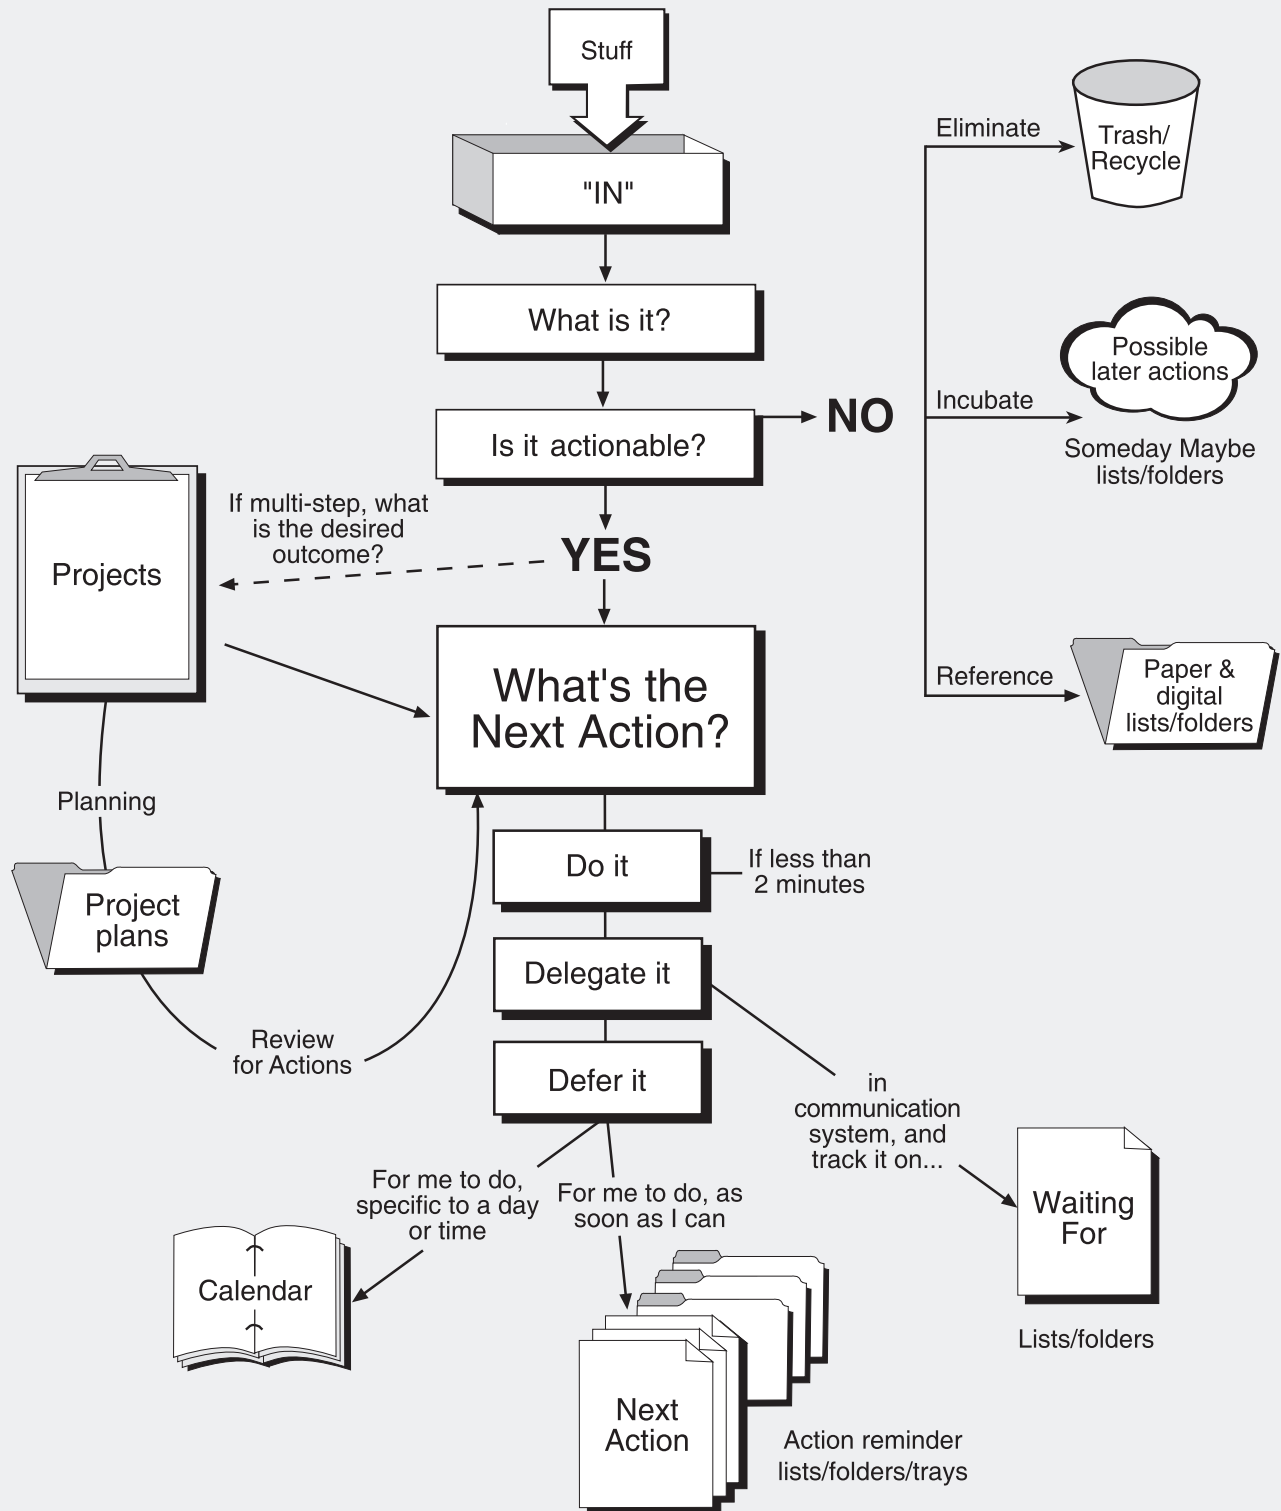 Stuff
"IN"
What is it?
Is it actionable?
NO
Eliminate
Trash/
Recycle
Incubate
Possible
later actions
Someday Maybe
lists/folders
Reference
Paper &
digital
lists/folders
YES
If multi-step, what
is the desired
outcome?
Projects
What's the
Next Action?
Planning
Project
plans
Review
for Actions
Do it
If less than
2 minutes
Delegate it
in
communication
system, and
track it on...
Waiting
For
Lists/folders
Defer it
For me to do,
specific to a day
or time
Calendar
For me to do, as
soon as I can
Next
Action
Action reminder
lists/folders/trays